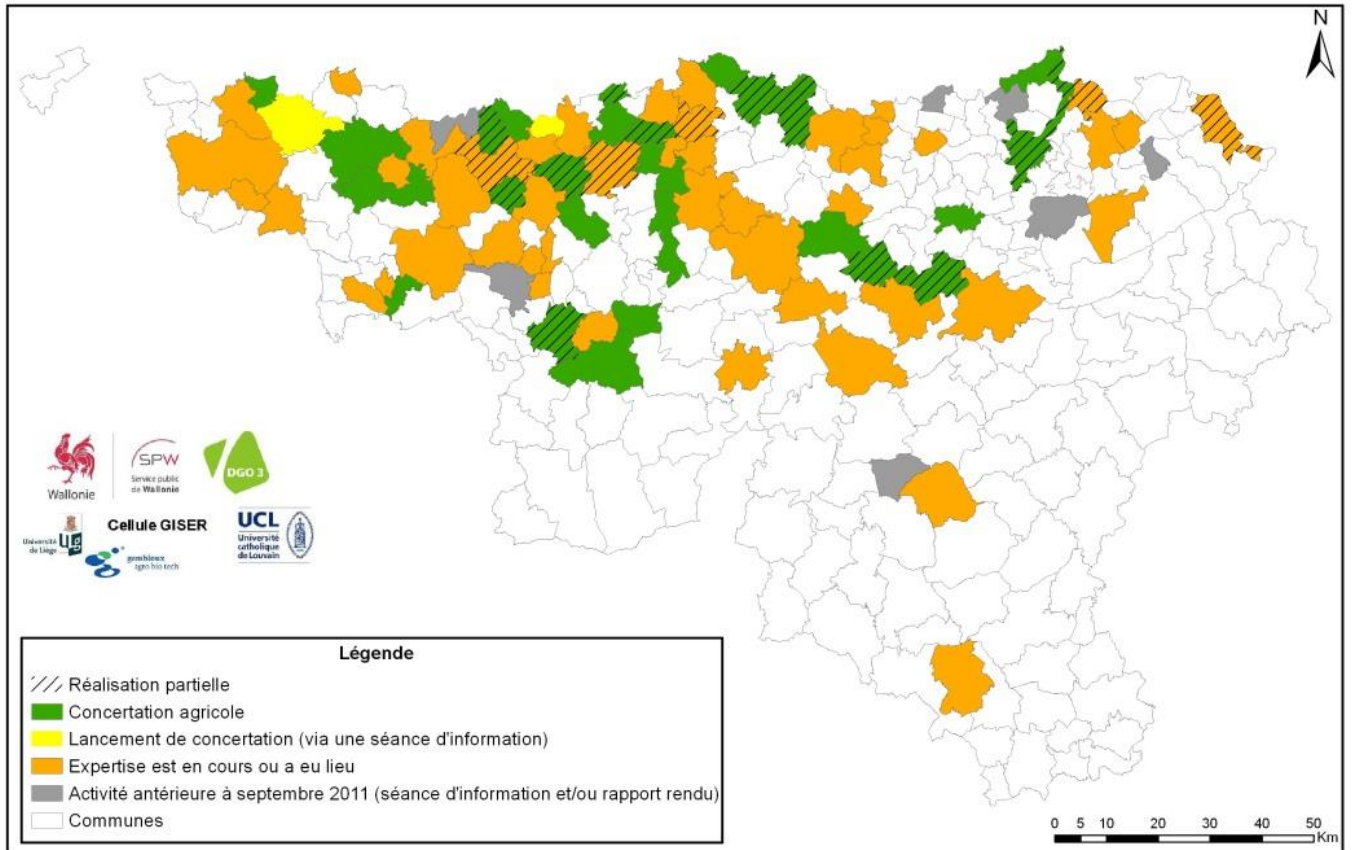 N
Wallonie
SPW
Service public
de Wallonie
DGO 3
Université
de Liège
Cellule GISER
gembloux
agro bio tech
UCL
Université
catholique
de Louvain
Légende
Réalisation partielle
Concertation agricole
Lancement de concertation (via une séance d'information)
Expertise est en cours ou a eu lieu
Activité antérieure à septembre 2011 (séance d'information et/ou rapport rendu)
Communes
0 5 10 20 30 40 50
Km